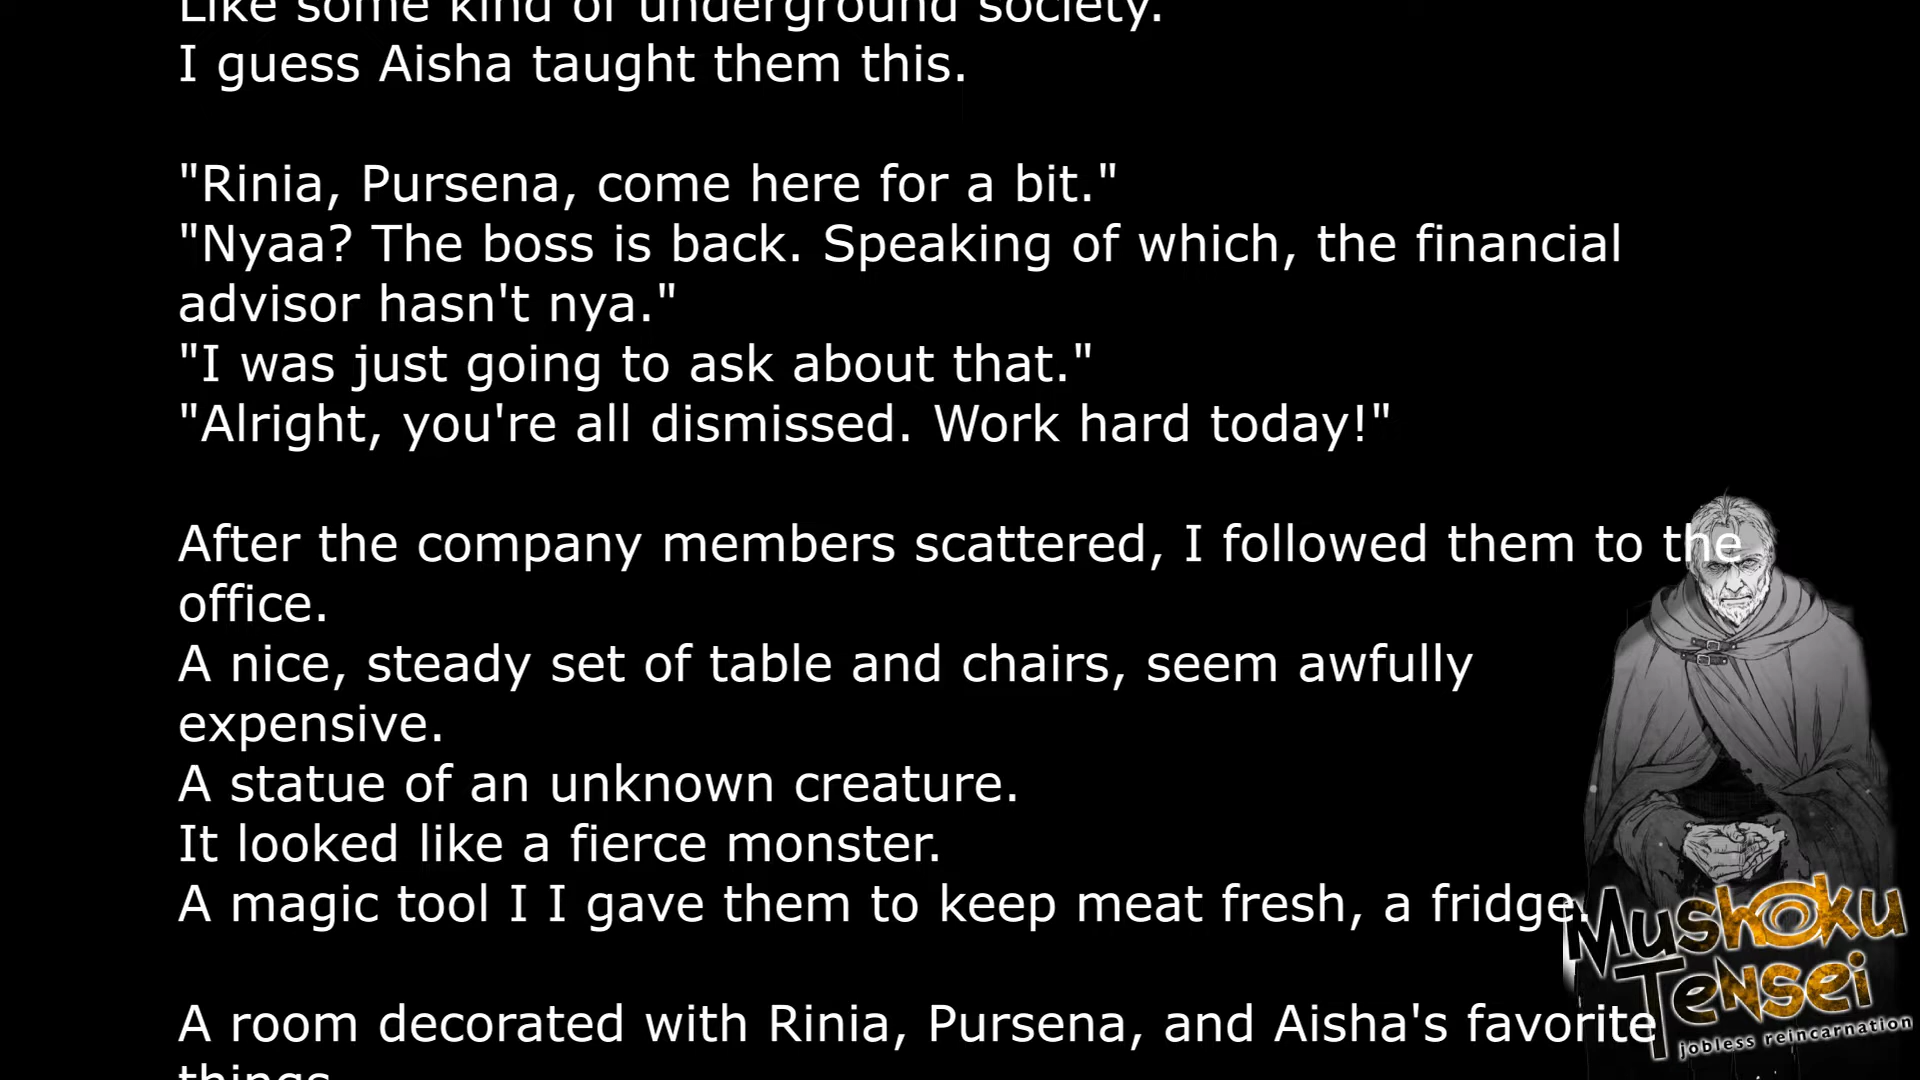 Like some kind of underground society.
I guess Aisha taught them this.
"Rinia, Pursena, come here for a bit."
"Nyaa? The boss is back. Speaking of which, the financial
advisor hasn't nya."
"I was just going to ask about that."
"Alright, you're all dismissed. Work hard today!"
After the company members scattered, I followed them to the
office.
A nice, steady set of table and chairs, seem awfully
expensive.
A statue of an unknown creature.
It looked like a fierce monster.
A magic tool I I gave them to keep meat fresh, a fridge.
A room decorated with Rinia, Pursena, and Aisha's favorite
things
Mushoku
Tensei
jobless reincarnation